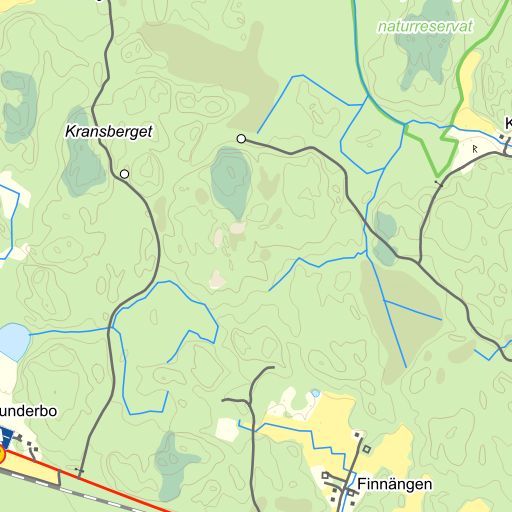 naturreservat
K
Kransberget
R
underbo
Finnängen